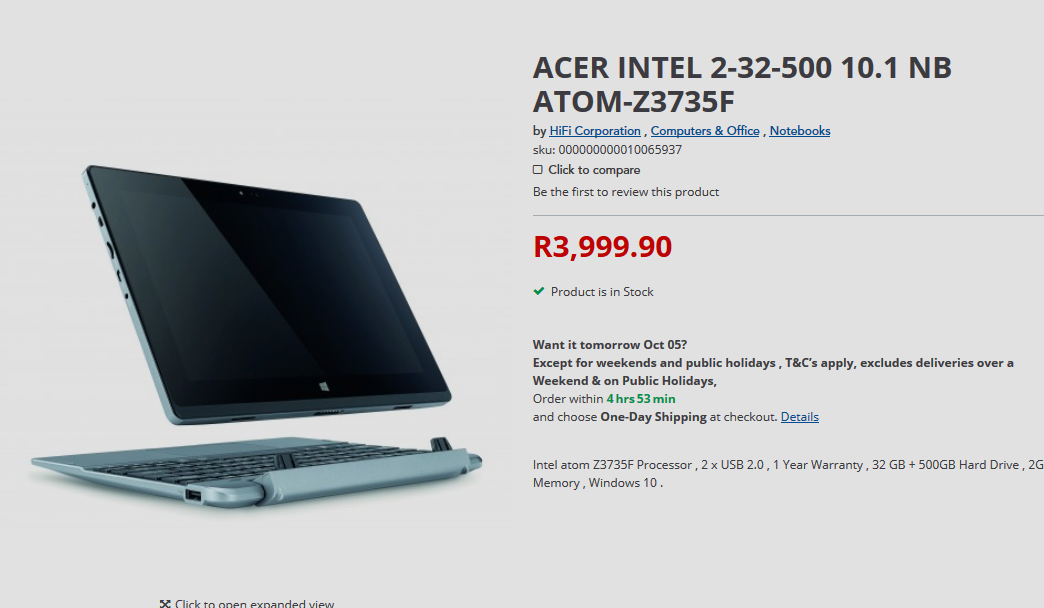 ACER INTEL 2-32-500 10.1 NB
ATOM-Z3735F
by HiFi Corporation , Computers & Office , Notebooks
sku: 000000000010065937
Click to compare
Be the first to review this product
R3,999.90
Product is in Stock
Want it tomorrow Oct 05?
Except for weekends and public holidays , T&C's apply, excludes deliveries over a
Weekend & on Public Holidays,
Order within 4 hrs 53 min
and choose One-Day Shipping at checkout. Details
Intel atom Z3735F Processor , 2 x USB 2.0 , 1 Year Warranty , 32 GB + 500GB Hard Drive , 2G
Memory , Windows 10 .
Click to open expanded view